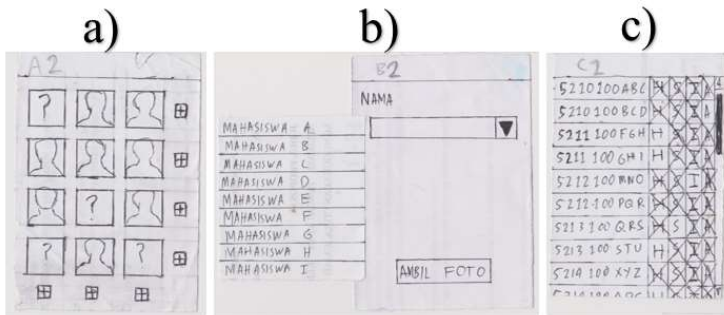 a)
b)
c)
A2
?
?
?
?
B2
NAMA
MAHASISWA A
MAHASISWA B
MAHASISWA C
MAHASISWA D
MAHASISWA E
MAHASISWA F
MAHASISWA G
MAHASISWA H
MAHASISWA I
AMBIL FOTO
C2
5210100ABC H S I A
5210100BCD H S I A
5211100FGH H S I A
5211100GHI H S I A
5212100MNO H S I A
5212100PQR H S I A
5213100QRS H S I A
5213100STU H S I A
5214100XYZ H S I A